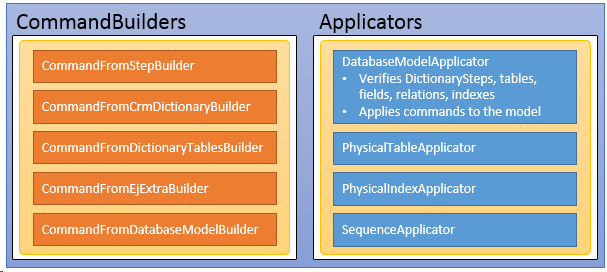 CommandBuilders
CommandFromStepBuilder
CommandFromCrmDictionaryBuilder
CommandFromDictionaryTablesBuilder
CommandFromEjExtraBuilder
CommandFromDatabaseModelBuilder
Applicators
DatabaseModelApplicator
• Verifies DictionarySteps, tables,
fields, relations, indexes
• Applies commands to the model
PhysicalTableApplicator
PhysicalIndexApplicator
SequenceApplicator